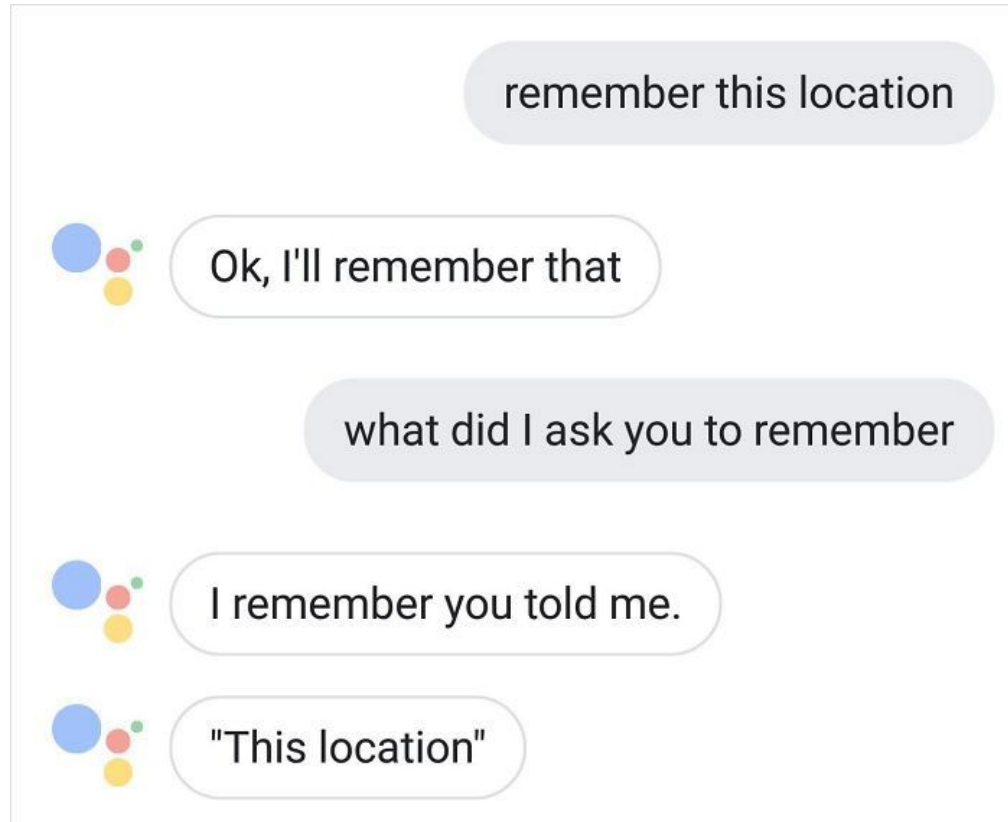 remember this location
Ok, I'll remember that
what did I ask you to remember
I remember you told me.
"This location"